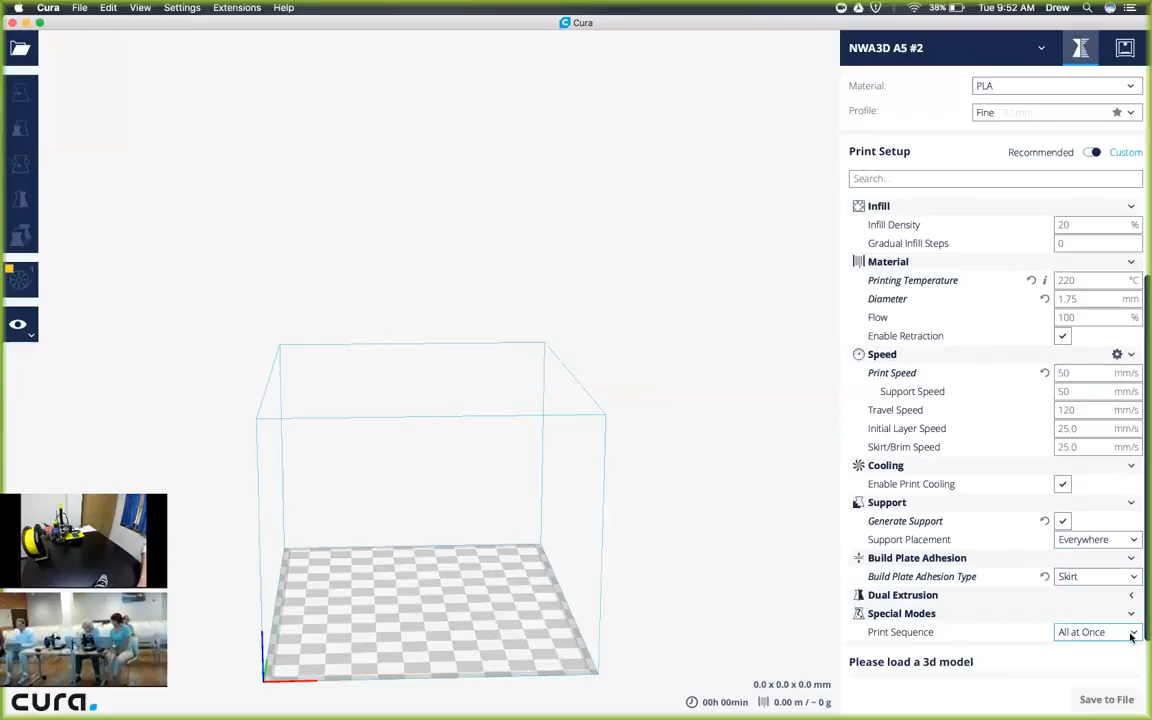 Cura File Edit View Settings Extensions Help 38% Tue 9:52 AM Drew
Cura
NWA3D A5 #2
Material: PLA
Profile: Fine
Print Setup Recommended Custom
Search...
Infill
Infill Density 20 %
Gradual Infill Steps 0
Material
Printing Temperature 220 °C
Diameter 1.75 mm
Flow 100 %
Enable Retraction
Speed
Print Speed 50 mm/s
Support Speed 50 mm/s
Travel Speed 120 mm/s
Initial Layer Speed 25.0 mm/s
Skirt/Brim Speed 25.0 mm/s
Cooling
Enable Print Cooling
Support
Generate Support
Support Placement Everywhere
Build Plate Adhesion
Build Plate Adhesion Type Skirt
Dual Extrusion
Special Modes
Print Sequence All at Once
Please load a 3d model
0.0 x 0.0 x 0.0 mm
00h 00min 0.00 m / ~ 0 g
Save to File
cura.